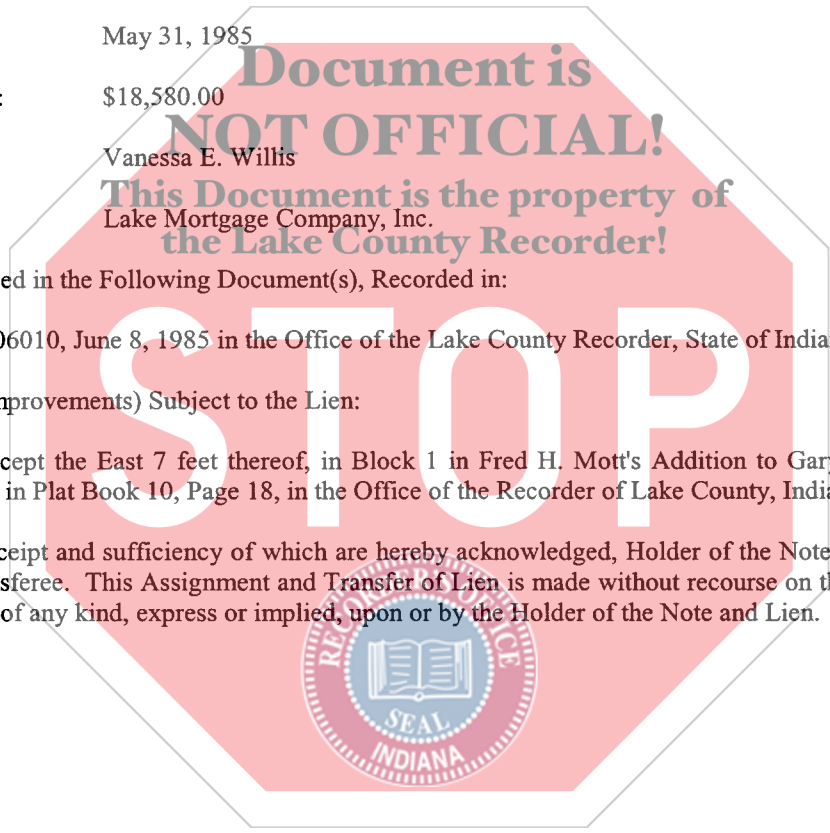 May 31, 1985
Document is
: $18,580.00
NOT OFFICIAL!
Vanessa E. Willis
This Document is the property of
Lake Mortgage Company, Inc.
the Lake County Recorder!
ed in the Following Document(s), Recorded in:
06010, June 8, 1985 in the Office of the Lake County Recorder, State of India
STOP
mprovements) Subject to the Lien:
cept the East 7 feet thereof, in Block 1 in Fred H. Mott's Addition to Gary
in Plat Book 10, Page 18, in the Office of the Recorder of Lake County, India
ceipt and sufficiency of which are hereby acknowledged, Holder of the Note
sferee. This Assignment and Transfer of Lien is made without recourse on th
of any kind, express or implied, upon or by the Holder of the Note and Lien.
RECORDER OFFICE
SEAL
INDIANA